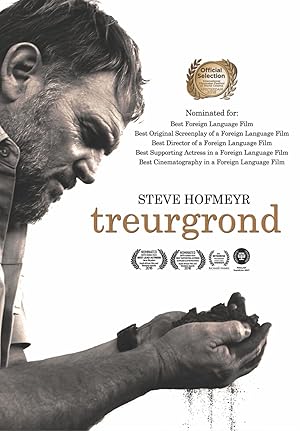 Official
Selection
Nominated for:
Best Foreign Language Film
Best Original Screenplay of a Foreign Language Film
Best Director of a Foreign Language Film
Best Supporting Actress in a Foreign Language Film
Best Cinematography in a Foreign Language Film
STEVE HOFMEYR
treurgrond